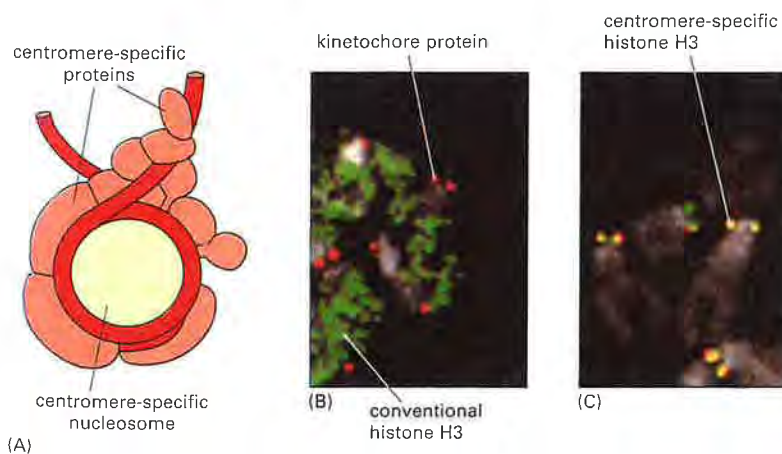 centromere-specific
proteins
centromere-specific
nucleosome
(A)
kinetochore protein
(B)
conventional
histone H3
centromere-specific
histone H3
(C)